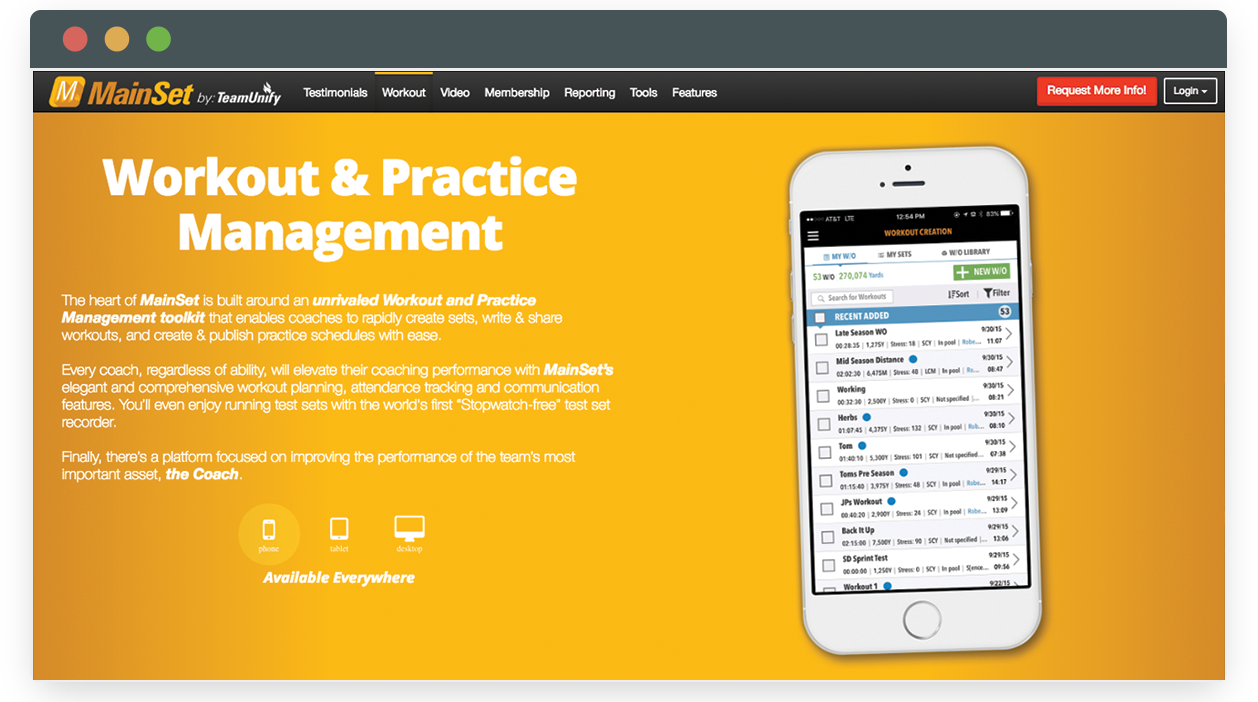 M. MainSet by: TeamUnify Testimonials Workout Video Membership Reporting Tools Features Request More Info! Login
Workout & Practice
Management
The heart of MainSet is built around an unrivaled Workout and Practice
Management toolkit that enables coaches to rapidly create sets, write & share
workouts, and create & publish practice schedules with ease.
Every coach, regardless of ability, will elevate their coaching performance with MainSet's
elegant and comprehensive workout planning, attendance tracking and communication
features. You'll even enjoy running test sets with the world's first "Stopwatch-free" test set
recorder.
Finally, there's a platform focused on improving the performance of the team's most
important asset, the Coach.
phone tablet desktop
Available Everywhere
AT&T LTE 12:54 PM 83%
WORKOUT CREATION
MY W/O MY SETS W/O LIBRARY
53 W/O 270,074 Yards + NEW W/O
Search for Workouts Sort Filter
RECENT ADDED 53
Late Season WO 9/30/15
00:28:35 | 1,275Y | Stress: 18 | SCY | In pool | Robe... 11:07
Mid Season Distance 9/30/15
02:02:30 | 6,475M | Stress: 40 | LCM | In pool | Ro... 08:47
Working 9/30/15
00:32:30 | 2,500Y | Stress: 0 | SCY | Not specified |... 08:21
Herbs 9/30/15
01:07:45 | 4,375Y | Stress: 132 | SCY | In pool | Rob... 08:10
Tom 9/30/15
01:40:10 | 5,300Y | Stress: 101 | SCY | Not specified... 07:38
Toms Pre Season 9/29/15
01:15:40 | 3,975Y | Stress: 48 | SCY | In pool | Robe... 14:17
JPs Workout 9/29/15
00:40:20 | 2,900Y | Stress: 24 | SCY | In pool | Robe... 13:09
Back It Up 9/29/15
02:15:00 | 7,500Y | Stress: 90 | SCY | Not specified |... 13:06
SD Sprint Test 9/29/15
00:00:00 | 1,250Y | Stress: 0 | SCY | In pool | 09:56
Workout 1 9/22/15